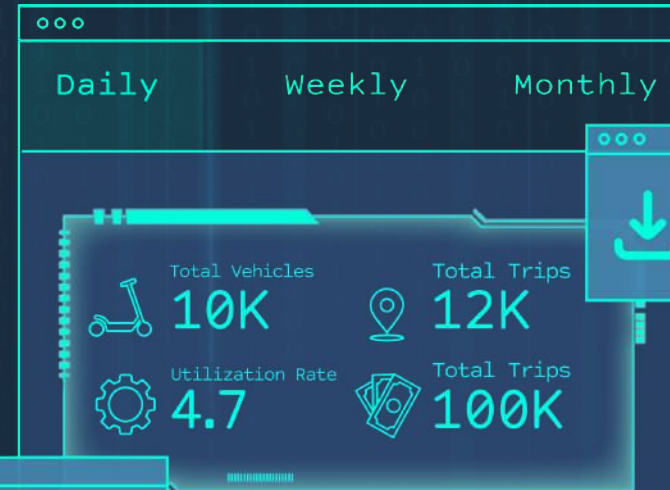 Daily Weekly Monthly
Total Vehicles
10K
Total Trips
12K
Utilization Rate
4.7
Total Trips
100K